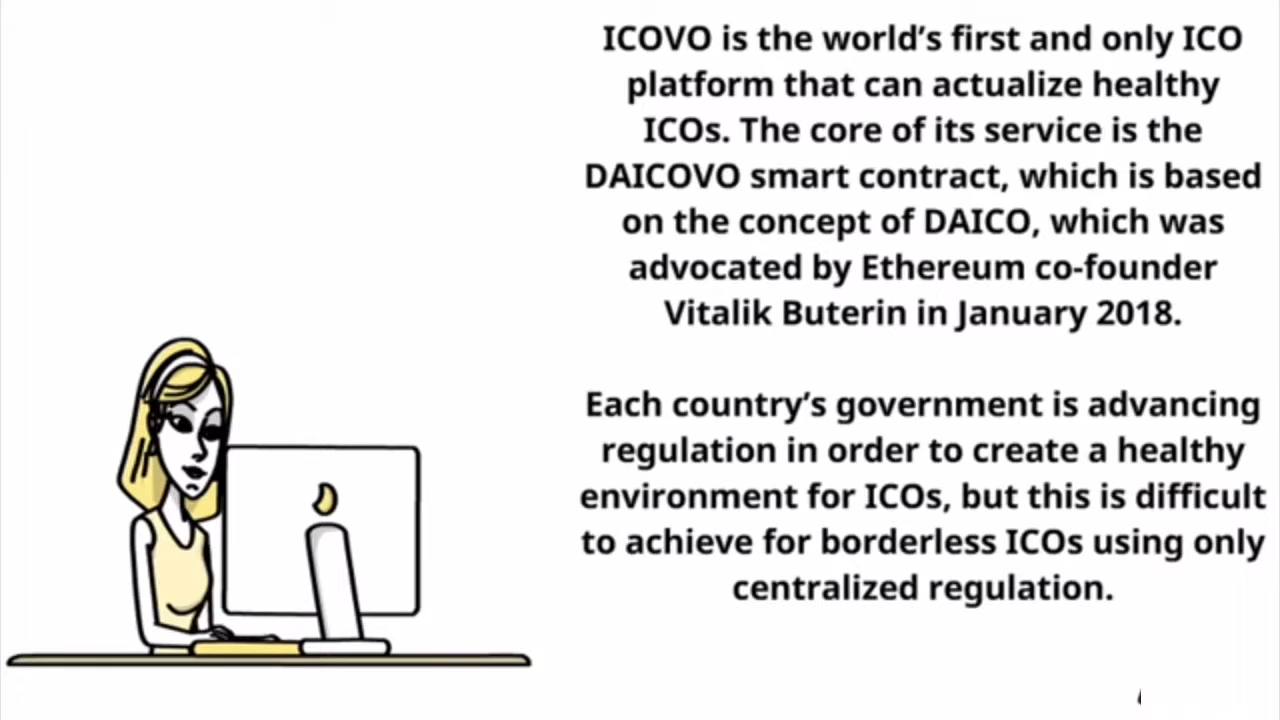 ICOVO is the world’s first and only ICO
platform that can actualize healthy
ICOs. The core of its service is the
DAICOVO smart contract, which is based
on the concept of DAICO, which was
advocated by Ethereum co-founder
Vitalik Buterin in January 2018.
Each country’s government is advancing
regulation in order to create a healthy
environment for ICOs, but this is difficult
to achieve for borderless ICOs using only
centralized regulation.